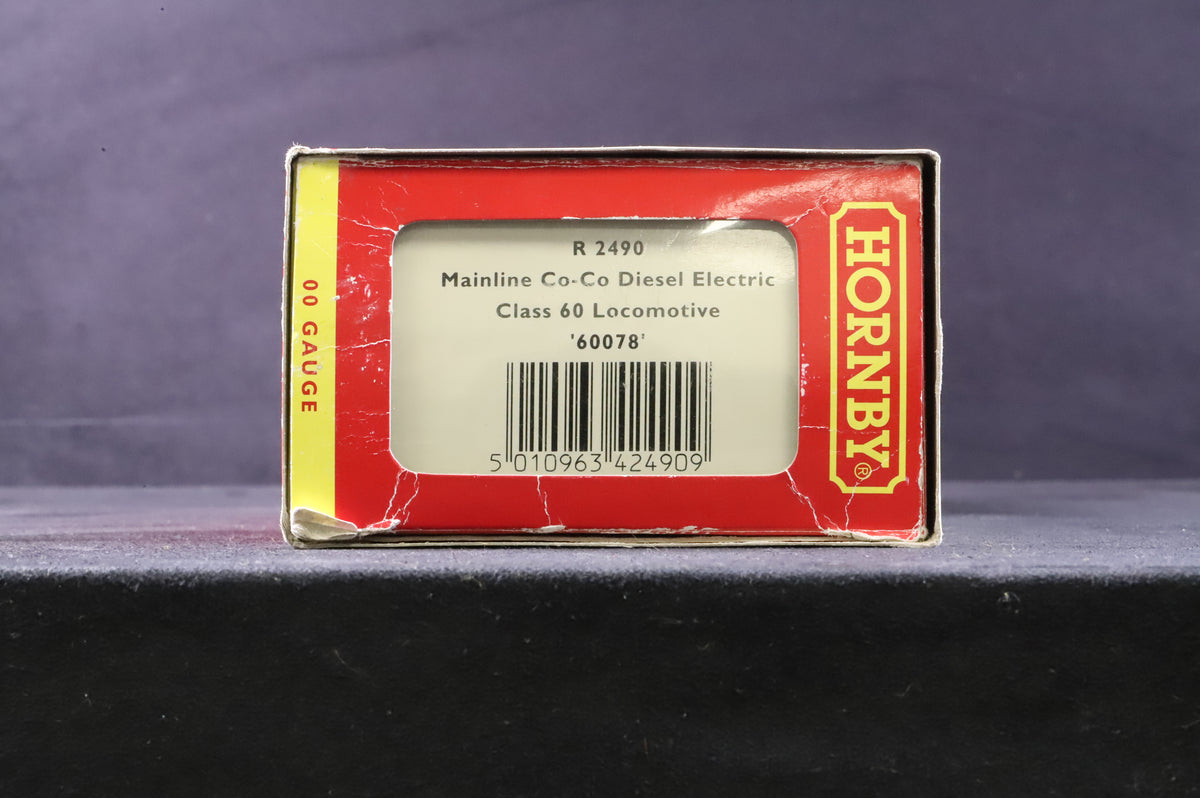 00 GAUGE
R 2490
Mainline Co-Co Diesel Electric
Class 60 Locomotive
'60078'
5 010963 424909
HORNBY®